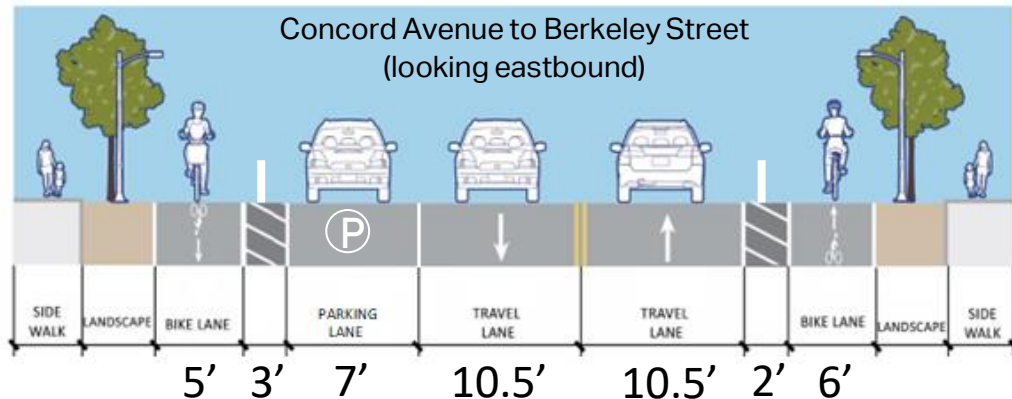 Concord Avenue to Berkeley Street
(looking eastbound)
P
SIDE
WALK
LANDSCAPE
BIKE LANE
PARKING
LANE
TRAVEL
LANE
TRAVEL
LANE
BIKE LANE
LANDSCAPE
SIDE
WALK
5’ 3’ 7’ 10.5’ 10.5’ 2’ 6’